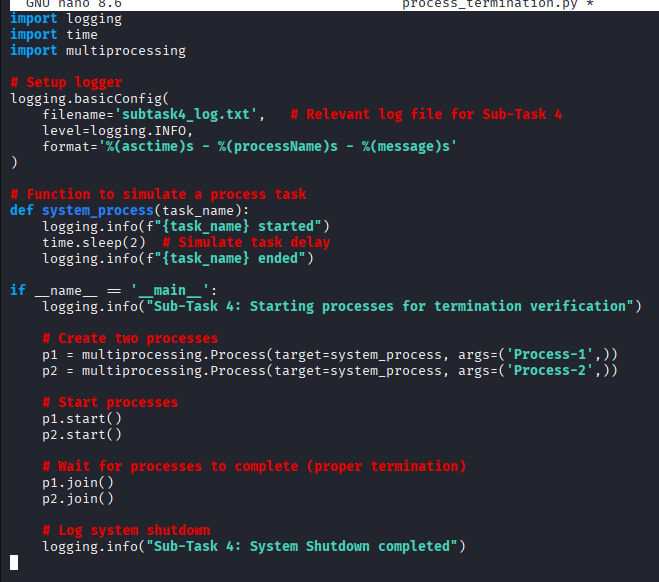 GNU nano 8.6 process_termination.py *
import logging
import time
import multiprocessing

# Setup logger
logging.basicConfig(
    filename='subtask4_log.txt',   # Relevant log file for Sub-Task 4
    level=logging.INFO,
    format='%(asctime)s - %(processName)s - %(message)s'
)

# Function to simulate a process task
def system_process(task_name):
    logging.info(f"{task_name} started")
    time.sleep(2)  # Simulate task delay
    logging.info(f"{task_name} ended")

if __name__ == '__main__':
    logging.info("Sub-Task 4: Starting processes for termination verification")

    # Create two processes
    p1 = multiprocessing.Process(target=system_process, args=('Process-1',))
    p2 = multiprocessing.Process(target=system_process, args=('Process-2',))

    # Start processes
    p1.start()
    p2.start()

    # Wait for processes to complete (proper termination)
    p1.join()
    p2.join()

    # Log system shutdown
    logging.info("Sub-Task 4: System Shutdown completed")